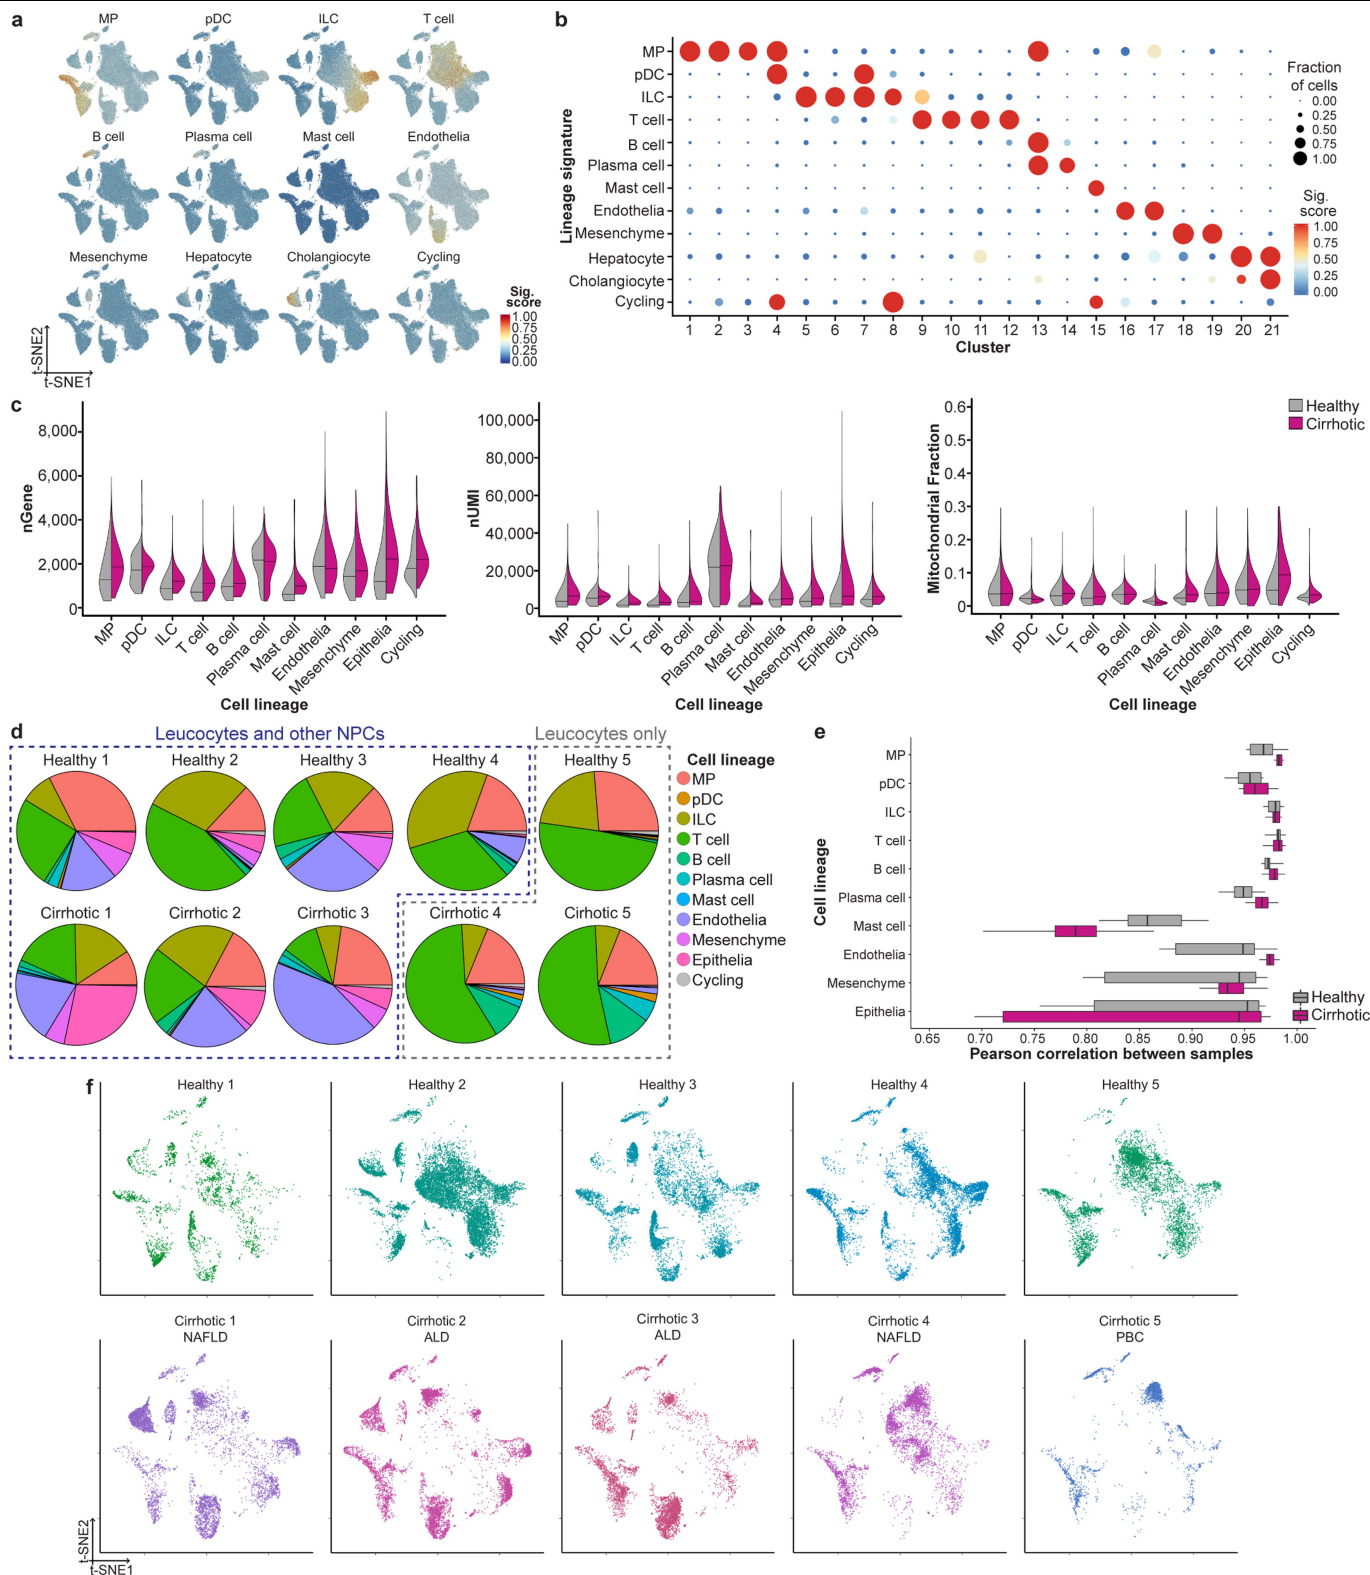 a
MP
pDC
ILC
T cell
B cell
Plasma cell
Mast cell
Endothelia
Mesenchyme
Hepatocyte
Cholangiocyte
Cycling
Sig.
score
1.00
0.75
0.50
0.25
0.00
t-SNE2
t-SNE1
b
Lineage signature
MP
pDC
ILC
T cell
B cell
Plasma cell
Mast cell
Endothelia
Mesenchyme
Hepatocyte
Cholangiocyte
Cycling
1 2 3 4 5 6 7 8 9 10 11 12 13 14 15 16 17 18 19 20 21
Cluster
Fraction
of cells
0.00
0.25
0.50
0.75
1.00
Sig.
score
1.00
0.75
0.50
0.25
0.00
c
nGene
8,000
6,000
4,000
2,000
0
MP
pDC
ILC
T cell
B cell
Plasma cell
Mast cell
Endothelia
Mesenchyme
Epithelia
Cycling
Cell lineage
nUMI
100,000
80,000
60,000
40,000
20,000
0
MP
pDC
ILC
T cell
B cell
Plasma cell
Mast cell
Endothelia
Mesenchyme
Epithelia
Cycling
Cell lineage
Mitochondrial Fraction
0.6
0.5
0.4
0.3
0.2
0.1
0
MP
pDC
ILC
T cell
B cell
Plasma cell
Mast cell
Endothelia
Mesenchyme
Epithelia
Cycling
Cell lineage
Healthy
Cirrhotic
d
Leucocytes and other NPCs
Leucocytes only
Healthy 1
Healthy 2
Healthy 3
Healthy 4
Healthy 5
Cirrhotic 1
Cirrhotic 2
Cirrhotic 3
Cirrhotic 4
Cirrhotic 5
Cell lineage
MP
pDC
ILC
T cell
B cell
Plasma cell
Mast cell
Endothelia
Mesenchyme
Epithelia
Cycling
e
Cell lineage
MP
pDC
ILC
T cell
B cell
Plasma cell
Mast cell
Endothelia
Mesenchyme
Epithelia
Healthy
Cirrhotic
0.65 0.70 0.75 0.80 0.85 0.90 0.95 1.00
Pearson correlation between samples
f
Healthy 1
Healthy 2
Healthy 3
Healthy 4
Healthy 5
Cirrhotic 1
NAFLD
Cirrhotic 2
ALD
Cirrhotic 3
ALD
Cirrhotic 4
NAFLD
Cirrhotic 5
PBC
t-SNE2
t-SNE1